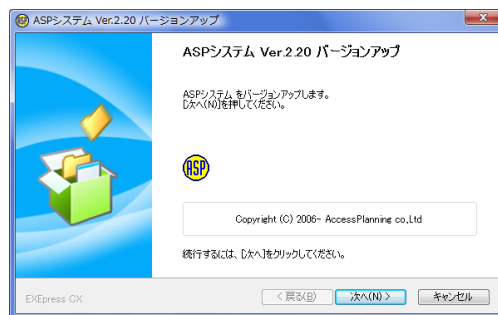 ASPシステム Ver.2.20 バージョンアップ
ASPシステム Ver.2.20 バージョンアップ
ASPシステム をバージョンアップします。
[次へ(N)]を押してください。
ASP
Copyright (C) 2006- AccessPlanning co,Ltd
続行するには、[次へ]をクリックしてください。
EXEpress CX
< 戻る(B)
次へ(N) >
キャンセル